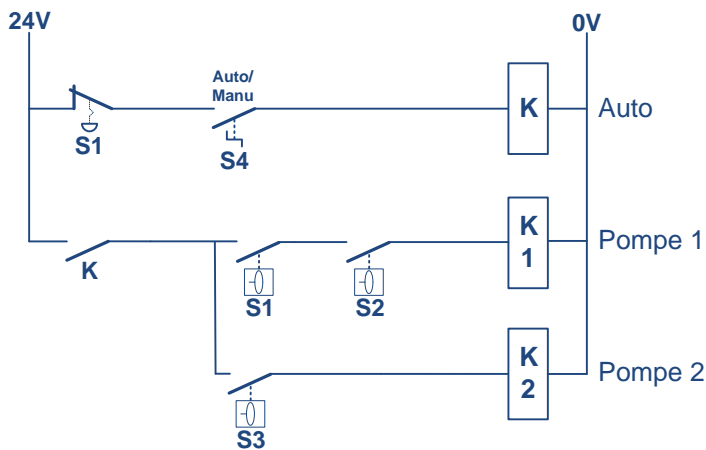 24V
0V
Auto/
Manu
S1
S4
K
Auto
K
S1
S2
K
1
Pompe 1
S3
K
2
Pompe 2